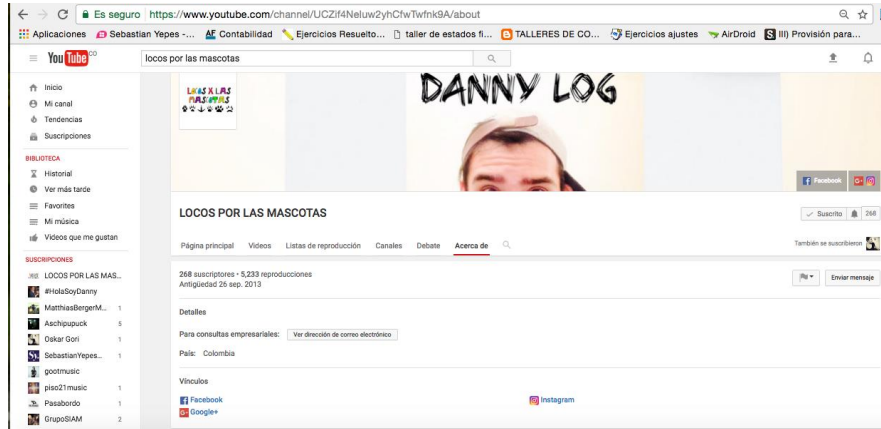 Es seguro | https://www.youtube.com/channel/UCZif4Neluw2yhCfwTwfnk9A/about
Aplicaciones Sebastian Yepes -... AF Contabilidad Ejercicios Resuelto... taller de estados fi... TALLERES DE CO... Ejercicios ajustes AirDroid S III) Provisión para...
YouTube CO locos por las mascotas
Inicio
Mi canal
Tendencias
Suscripciones
BIBLIOTECA
Historial
Ver más tarde
Favorites
Mi música
Videos que me gustan
SUSCRIPCIONES
LOCOS POR LAS MAS...
#HolaSoyDanny
MatthiasBergerM... 1
Aschipupuck 5
Oskar Gori 1
SebastianYepes... 1
gootmusic
piso21music 1
Pasabordo 1
GrupoSIAM 2
LOCOS X LAS
MASCOTAS
DANNY LOG
Facebook G+
LOCOS POR LAS MASCOTAS
Suscrito 268
Página principal Videos Listas de reproducción Canales Debate Acerca de
También se suscribieron
268 suscriptores • 5,233 reproducciones
Antigüedad 26 sep. 2013
Enviar mensaje
Detalles
Para consultas empresariales: Ver dirección de correo electrónico
País: Colombia
Vínculos
Facebook Instagram
G+ Google+